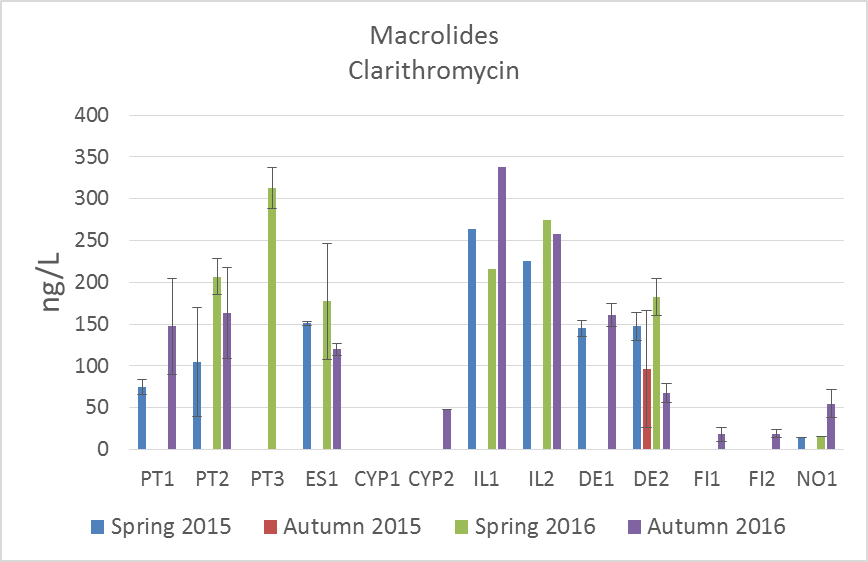 Macrolides
Clarithromycin
ng/L
400
350
300
250
200
150
100
50
0
PT1 PT2 PT3 ES1 CYP1 CYP2 IL1 IL2 DE1 DE2 FI1 FI2 NO1
Spring 2015 Autumn 2015 Spring 2016 Autumn 2016